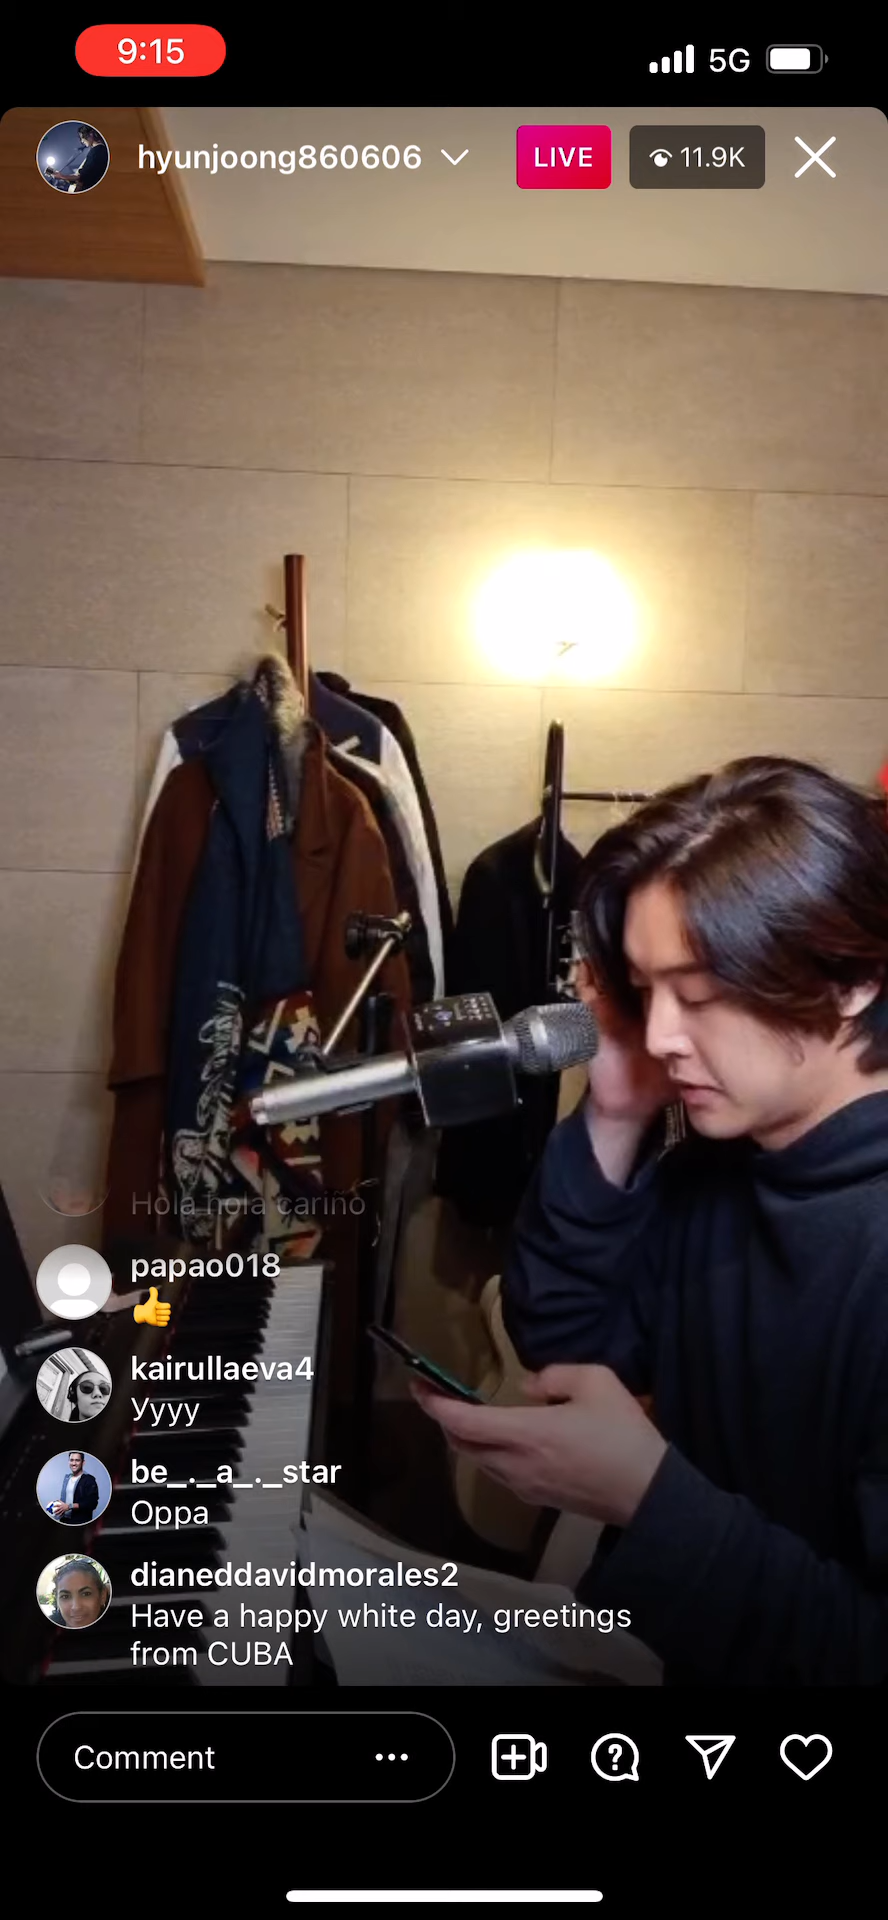 9:15
5G
hyunjoong860606
LIVE
11.9K
Hola hola cariño
papao018
👍
kairullaeva4
Уууу
be_._a_._star
Oppa
dianeddavidmorales2
Have a happy white day, greetings
from CUBA
Comment